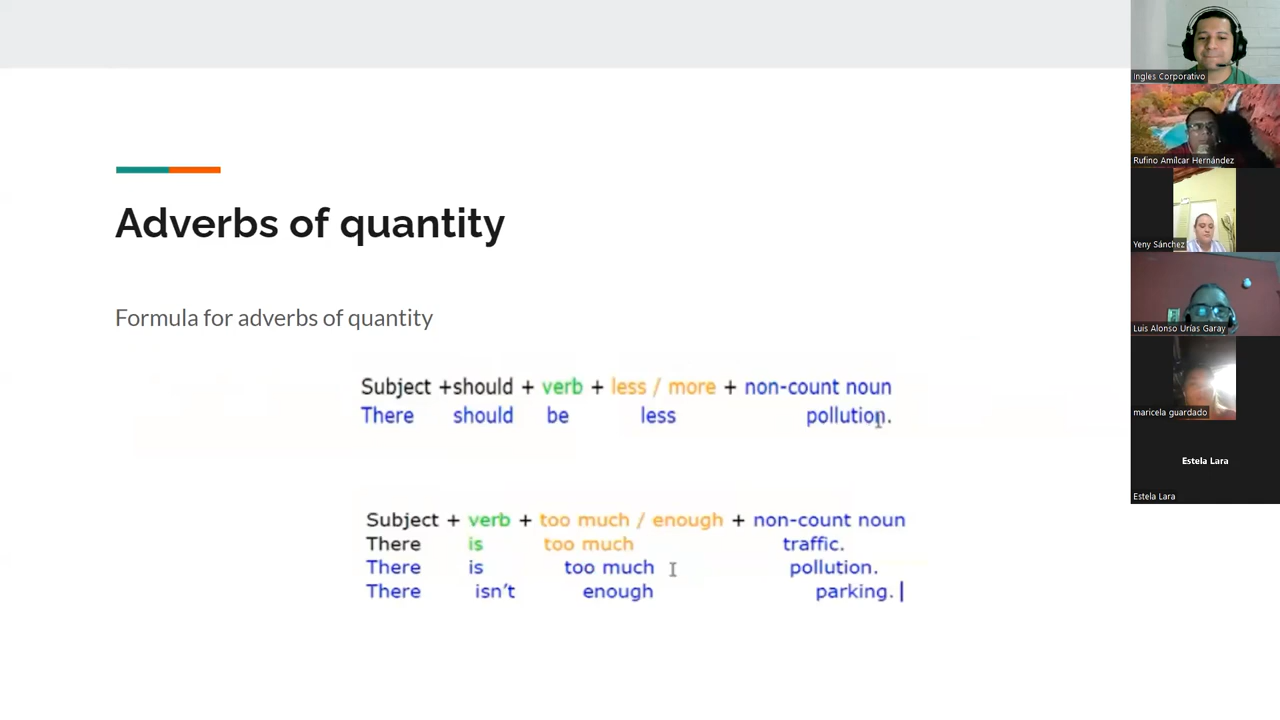 Adverbs of quantity
Formula for adverbs of quantity
Subject +should + verb + less / more + non-count noun
There should be less pollution.
Subject + verb + too much / enough + non-count noun
There is too much traffic.
There is too much pollution.
There isn't enough parking.
Ingles Corporativo
Rufino Amílcar Hernández
Yeny Sánchez
Luis Alonso Urías Garay
maricela guardado
Estela Lara
Estela Lara